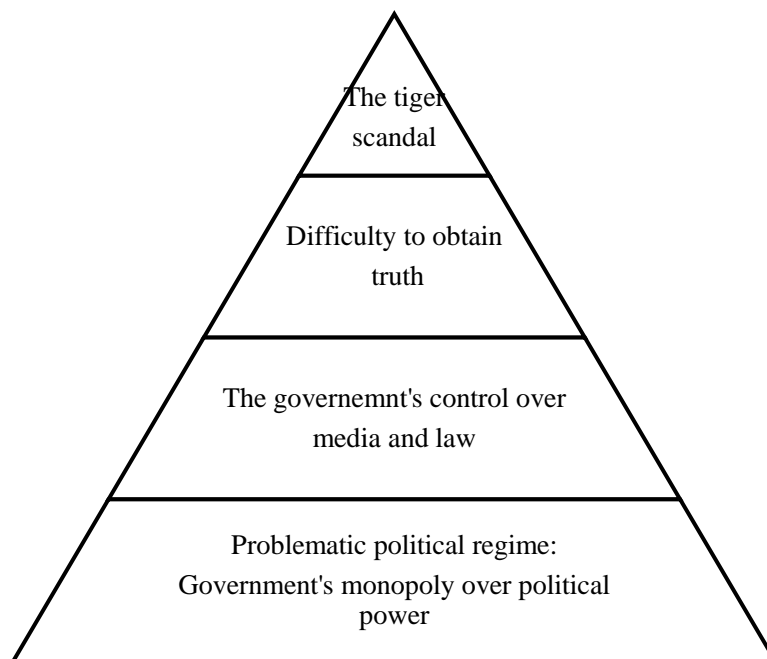 The tiger
scandal
Difficulty to obtain
truth
The governemnt's control over
media and law
Problematic political regime:
Government's monopoly over political
power